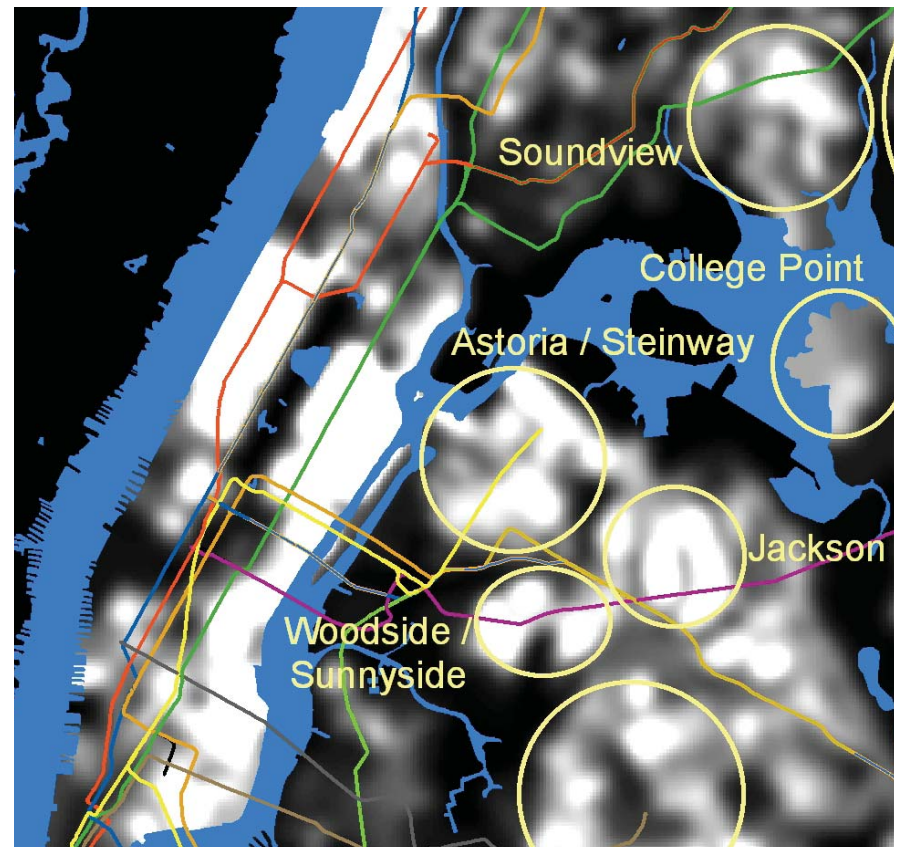 Soundview
College Point
Astoria / Steinway
Jackson
Woodside /
Sunnyside